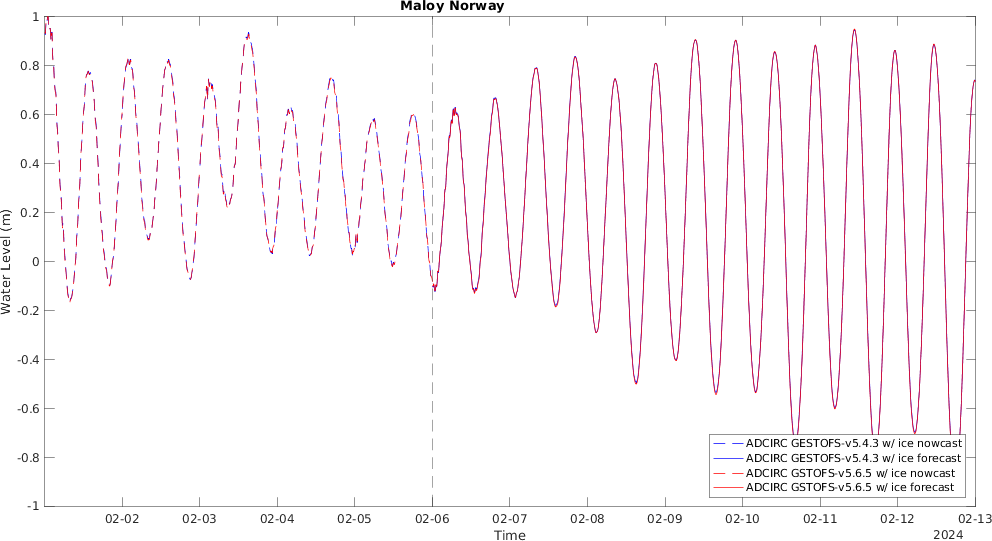 Maloy Norway
1
0.8
0.6
0.4
0.2
0
-0.2
-0.4
-0.6
-0.8
-1
Water Level (m)
ADCIRC GESTOFS-v5.4.3 w/ ice nowcast
ADCIRC GESTOFS-v5.4.3 w/ ice forecast
ADCIRC GSTOFS-v5.6.5 w/ ice nowcast
ADCIRC GSTOFS-v5.6.5 w/ ice forecast
02-02 02-03 02-04 02-05 02-06 02-07 02-08 02-09 02-10 02-11 02-12 02-13
Time
2024